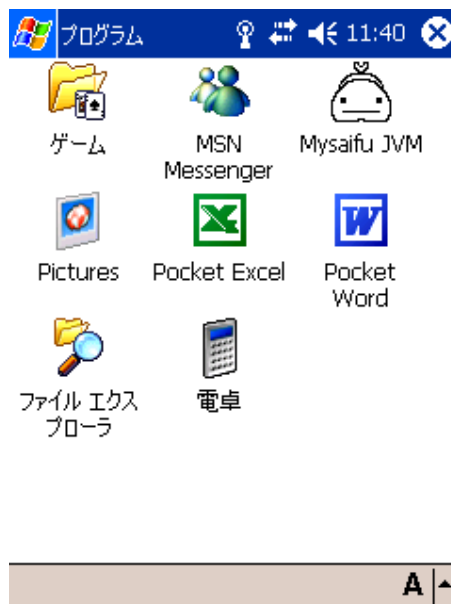 プログラム 11:40
ゲーム
MSN
Messenger
Mysaifu JVM
Pictures
Pocket Excel
Pocket
Word
ファイル エクス
プローラ
電卓
A